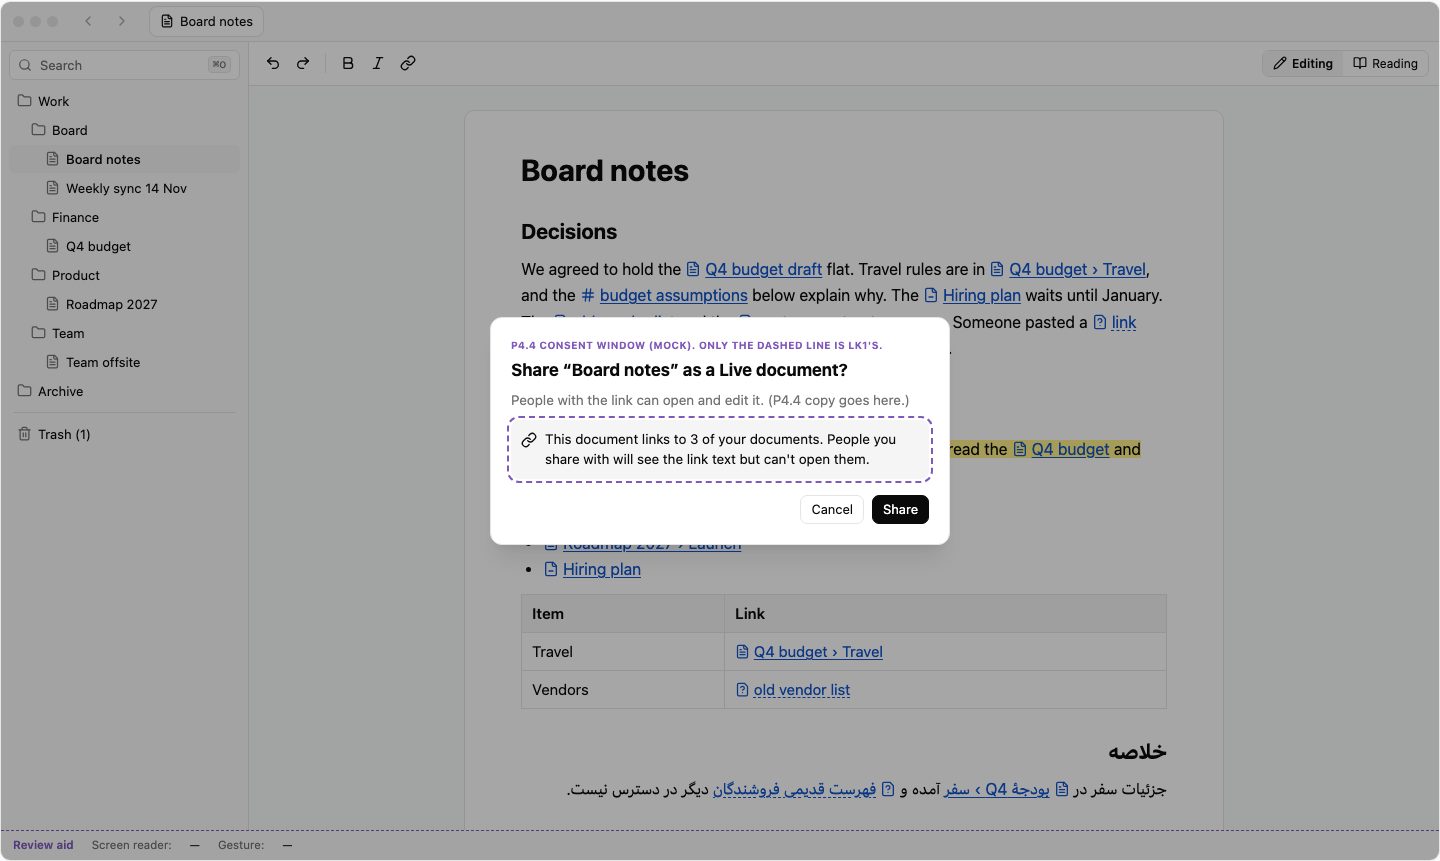 Board notes
Search ⌘O
Editing Reading
Work
Board
Board notes
Weekly sync 14 Nov
Finance
Q4 budget
Product
Roadmap 2027
Team
Team offsite
Archive
Trash (1)
Board notes
Decisions
We agreed to hold the Q4 budget draft flat. Travel rules are in Q4 budget › Travel,
and the # budget assumptions below explain why. The Hiring plan waits until January.
Someone pasted a link
P4.4 CONSENT WINDOW (MOCK). ONLY THE DASHED LINE IS LK1'S.
Share “Board notes” as a Live document?
People with the link can open and edit it. (P4.4 copy goes here.)
This document links to 3 of your documents. People you
share with will see the link text but can't open them.
Cancel Share
read the Q4 budget and
Roadmap 2027 › Launch
• Hiring plan
Item Link
Travel Q4 budget › Travel
Vendors old vendor list
خلاصه
جزئیات سفر در بودجهٔ Q4 › سفر آمده و فهرست قدیمی فروشندگان دیگر در دسترس نیست.
Review aid Screen reader: — Gesture: —